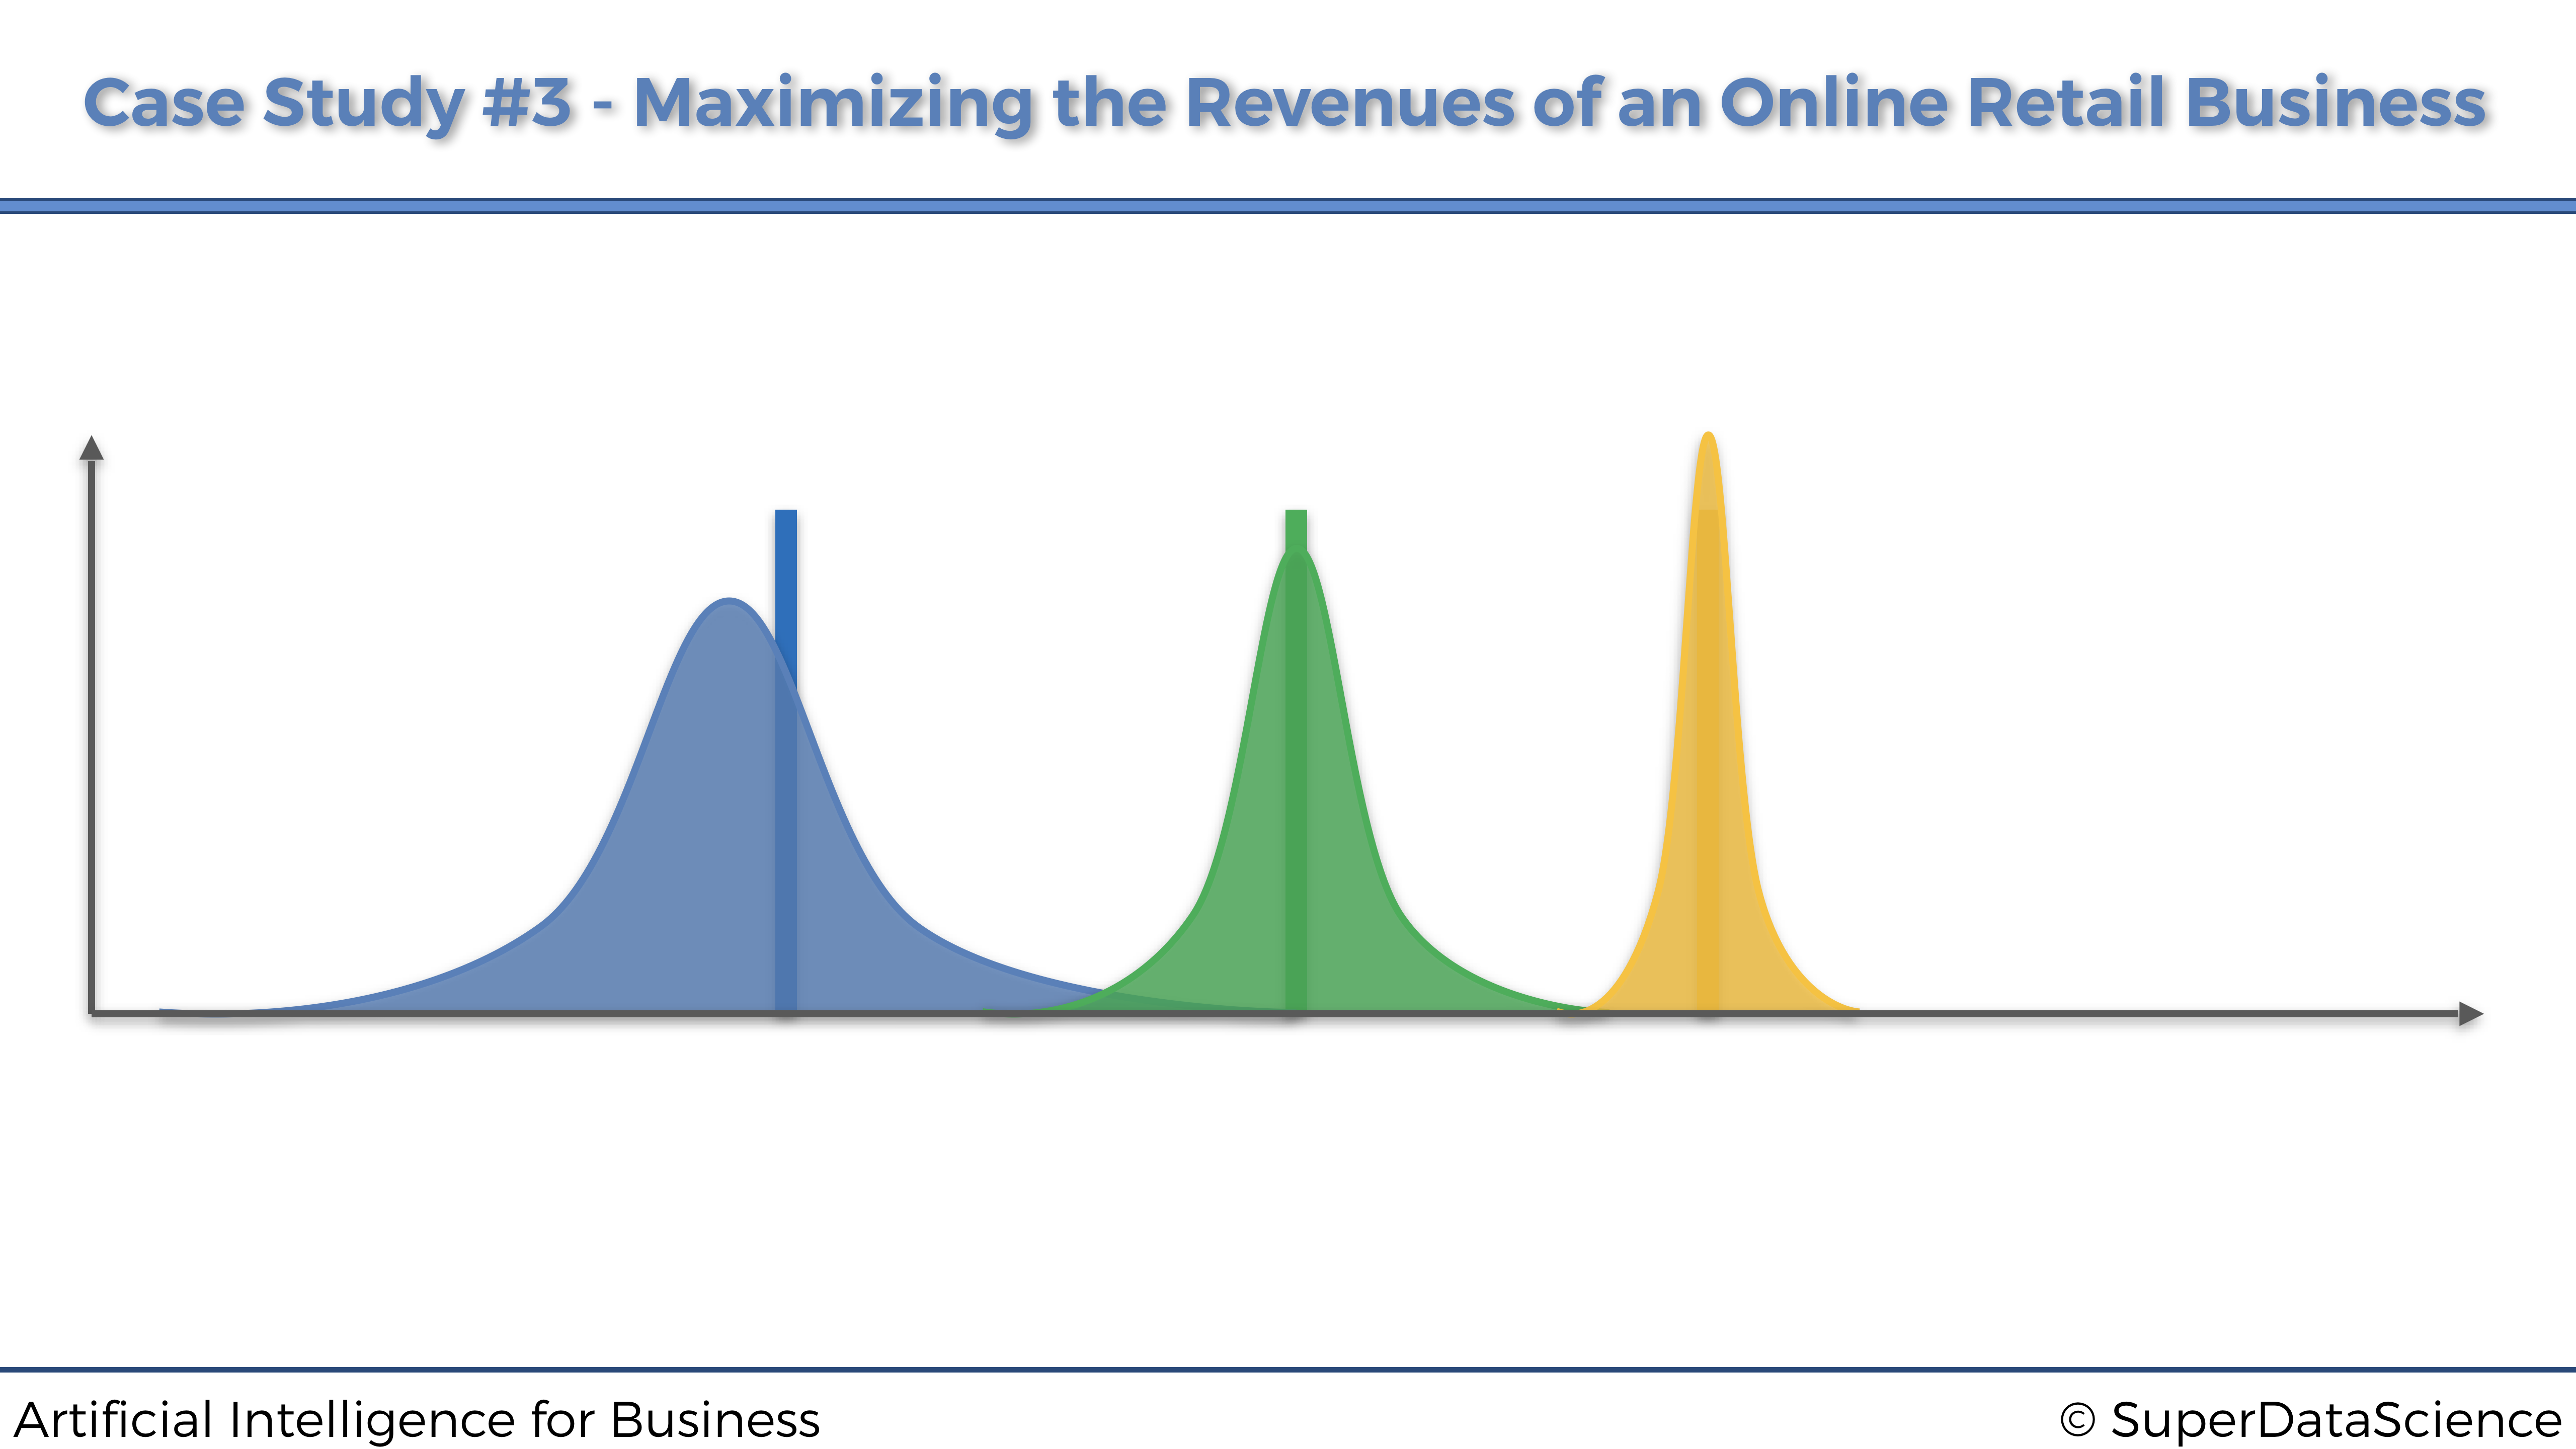 Case Study #3 - Maximizing the Revenues of an Online Retail Business
Artificial Intelligence for Business
© SuperDataScience